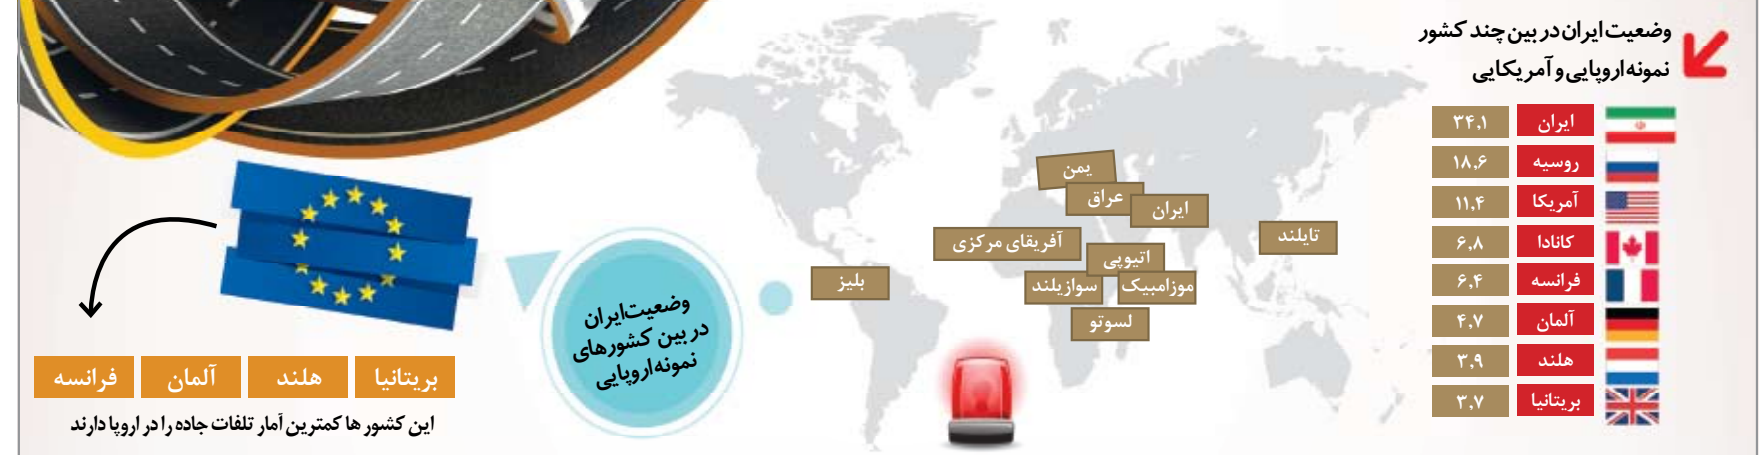 وضعیت ایران در بین چند کشور
نمونه اروپایی و آمریکایی
ایران ۳۴,۱
روسیه ۱۸,۶
آمریکا ۱۱,۴
کانادا ۶,۸
فرانسه ۶,۴
آلمان ۴,۷
هلند ۳,۹
بریتانیا ۳,۷
یمن
عراق
ایران
تایلند
آفریقای مرکزی
اتیوپی
بلیز
موزامبیک
سوازیلند
لسوتو
وضعیت ایران
در بین کشورهای
نمونه اروپایی
بریتانیا هلند آلمان فرانسه
این کشور ها کمترین آمار تلفات جاده را در اروپا دارند